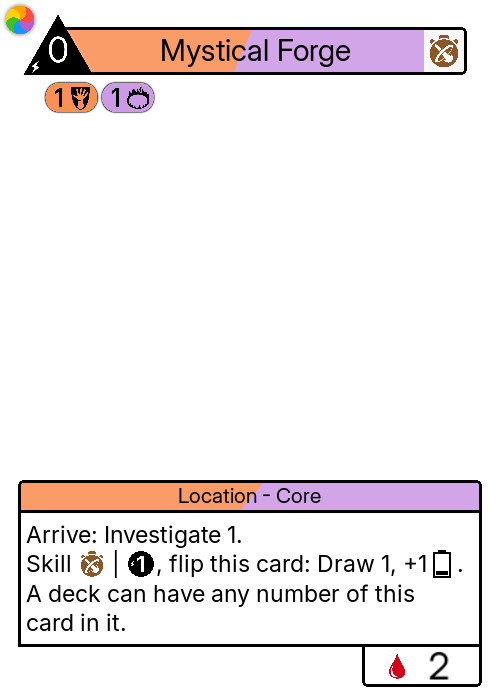 0 Mystical Forge
1 1
Location - Core
Arrive: Investigate 1.
Skill | 1, flip this card: Draw 1, +1 .
A deck can have any number of this
card in it.
2